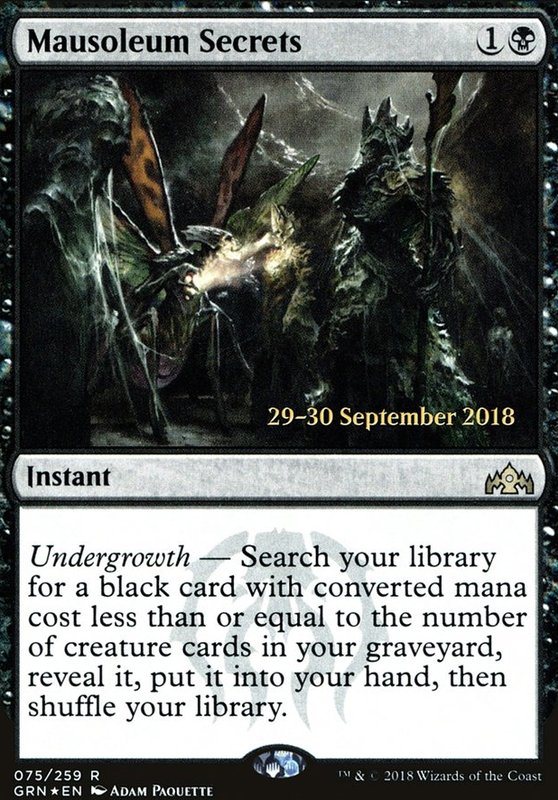 Mausoleum Secrets 1
29–30 September 2018
Instant
Undergrowth — Search your library
for a black card with converted mana
cost less than or equal to the number
of creature cards in your graveyard,
reveal it, put it into your hand, then
shuffle your library.
075/259 R
GRN★EN Adam Paquette
™ & © 2018 Wizards of the Coast